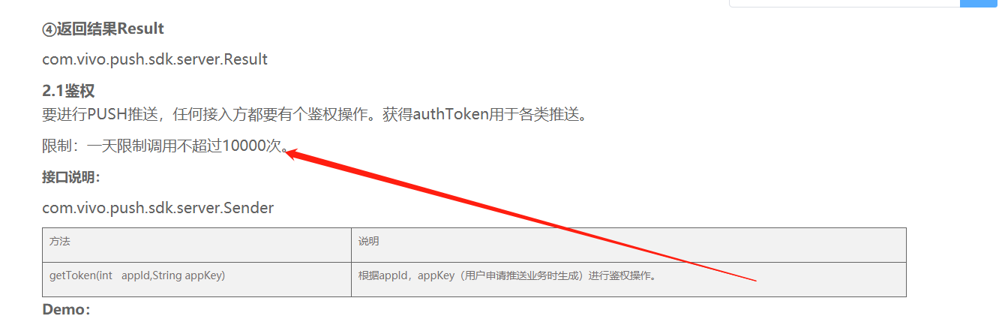 ④返回结果Result
com.vivo.push.sdk.server.Result
2.1鉴权
要进行PUSH推送，任何接入方都要有个鉴权操作。获得authToken用于各类推送。
限制：一天限制调用不超过10000次。
接口说明：
com.vivo.push.sdk.server.Sender
方法 说明
getToken(int appId,String appKey) 根据appId，appKey（用户申请推送业务时生成）进行鉴权操作。
Demo：